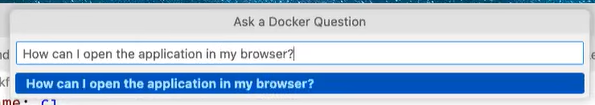 Ask a Docker Question
How can I open the application in my browser?
How can I open the application in my browser?